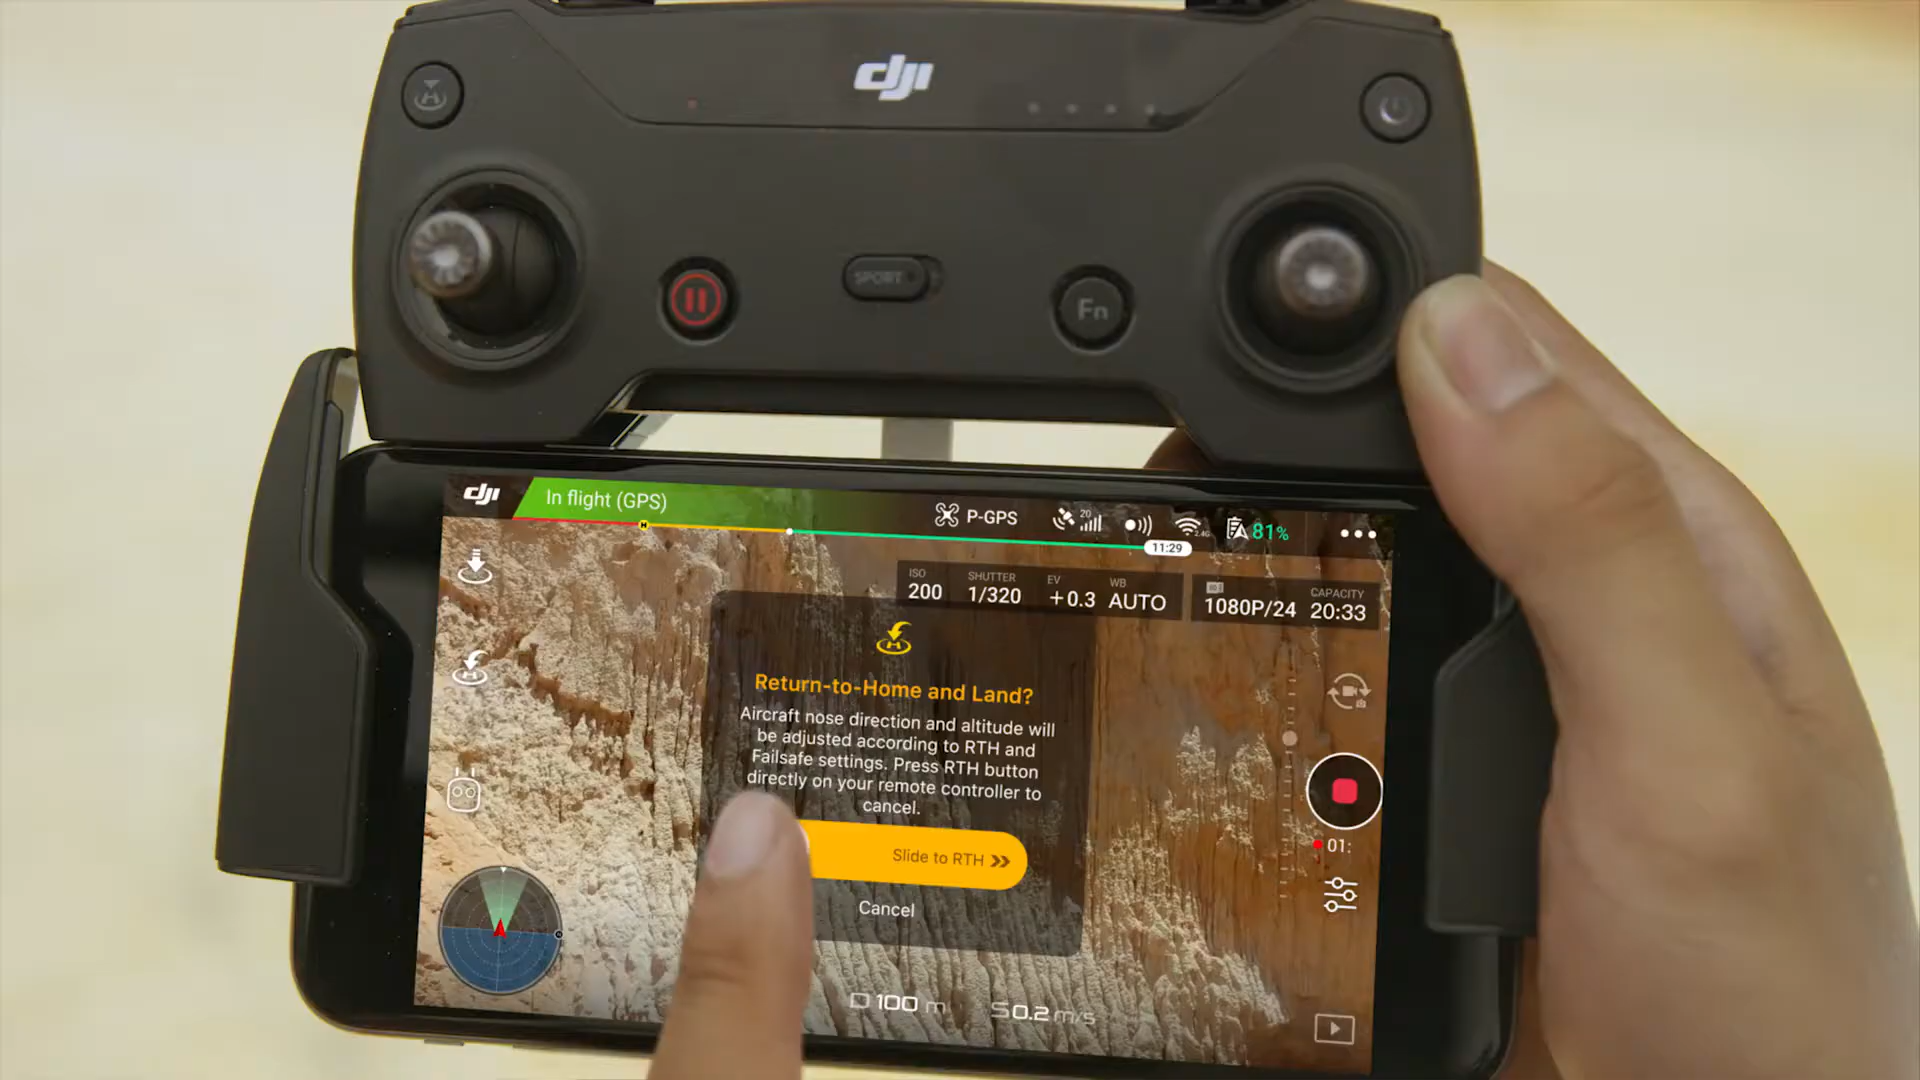 dji
SPORT
Fn
dji
In flight (GPS)
P-GPS
20
2.4G
81%
11:29
ISO
200
SHUTTER
1/320
EV
+0.3
WB
AUTO
1080P/24
CAPACITY
20:33
H
Return-to-Home and Land?
Aircraft nose direction and altitude will
be adjusted according to RTH and
Failsafe settings. Press RTH button
directly on your remote controller to
cancel.
Slide to RTH
Cancel
01:
D 100 m
S 0.2 m/s